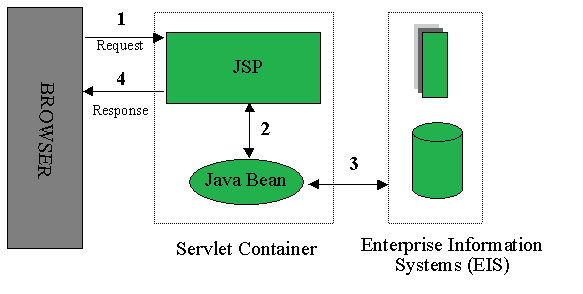 BROWSER
1
Request
4
Response
JSP
2
Java Bean
3
Servlet Container
Enterprise Information
Systems (EIS)